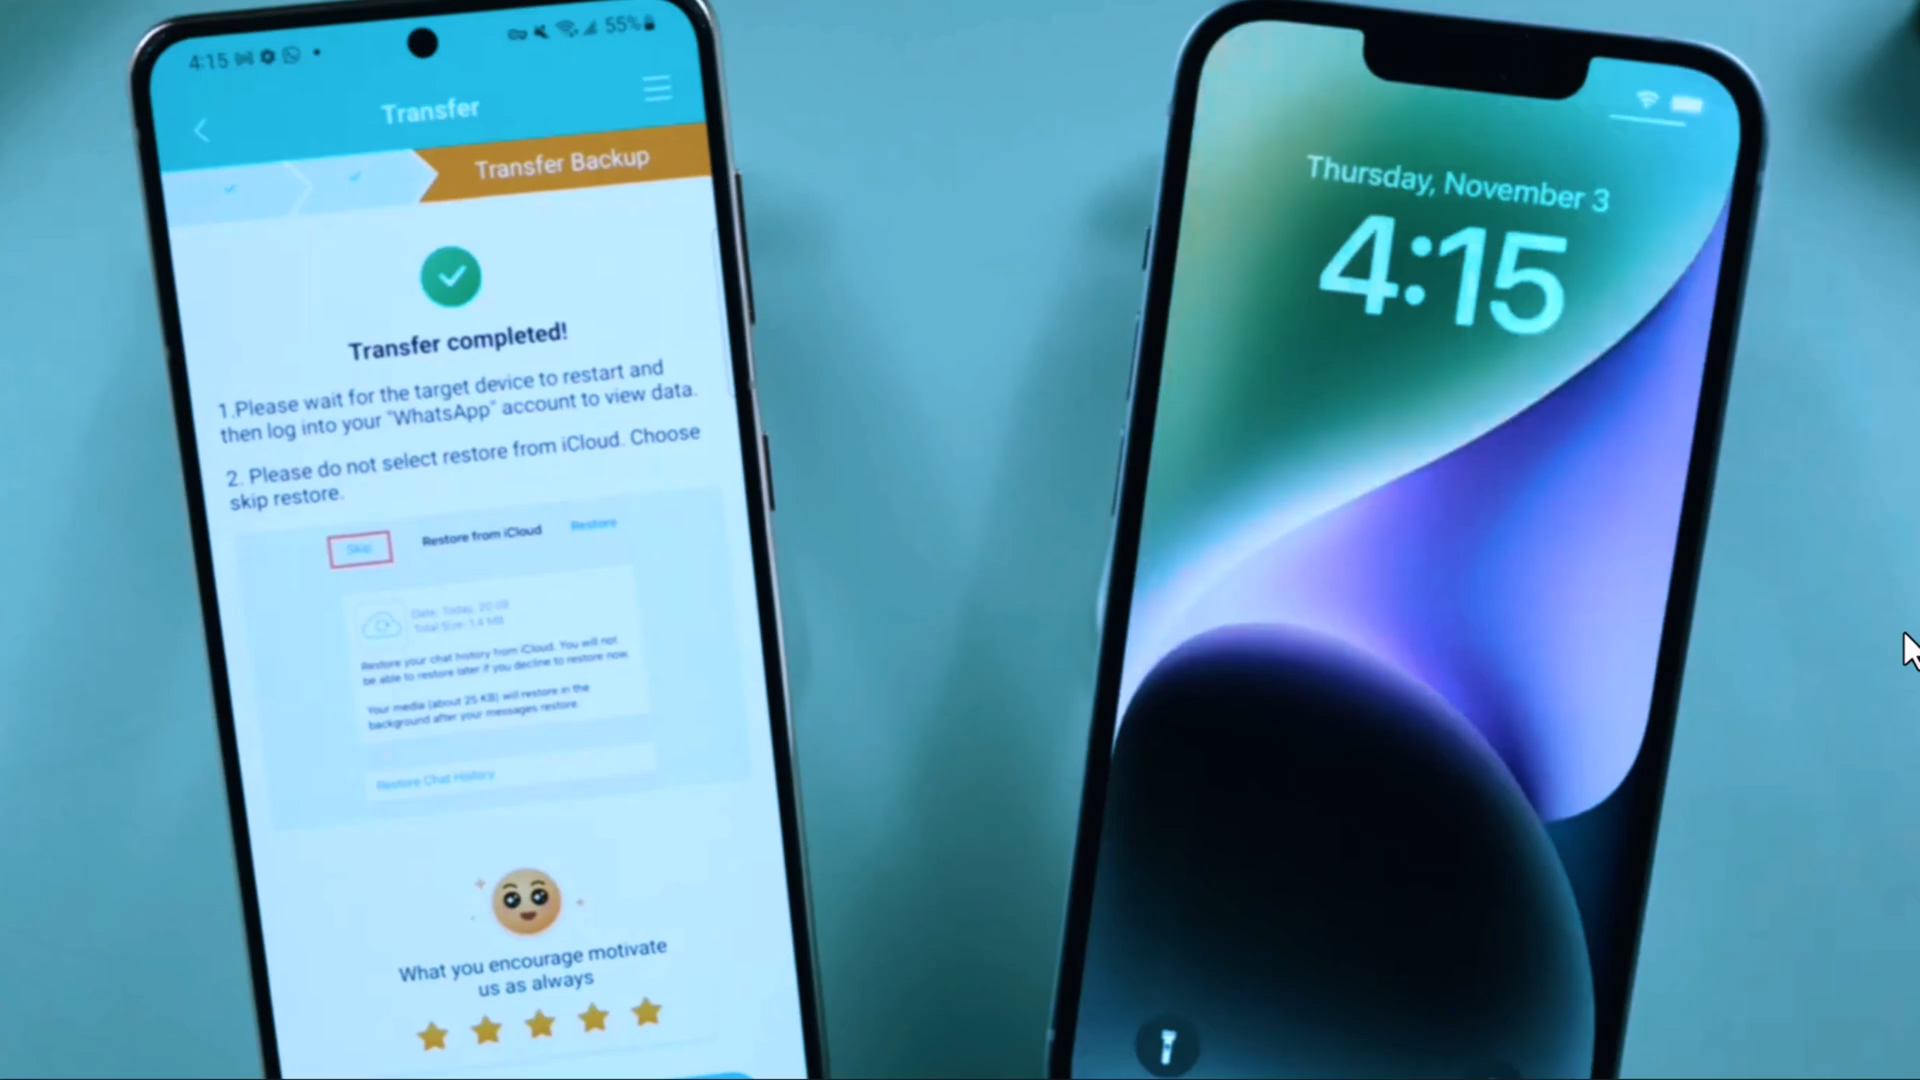 4:15
55%
Transfer
Transfer Backup
Transfer completed!
1.Please wait for the target device to restart and
then log into your "WhatsApp" account to view data.
2. Please do not select restore from iCloud. Choose
skip restore.
Skip
Restore from iCloud
Restore
Date: Today, 20:09
Total Size: 1.4 MB
Restore your chat history from iCloud. You will not
be able to restore later if you decline to restore now.
Your media (about 25 KB) will restore in the
background after your messages restore.
Restore Chat History
What you encourage motivate
us as always
Thursday, November 3
4:15